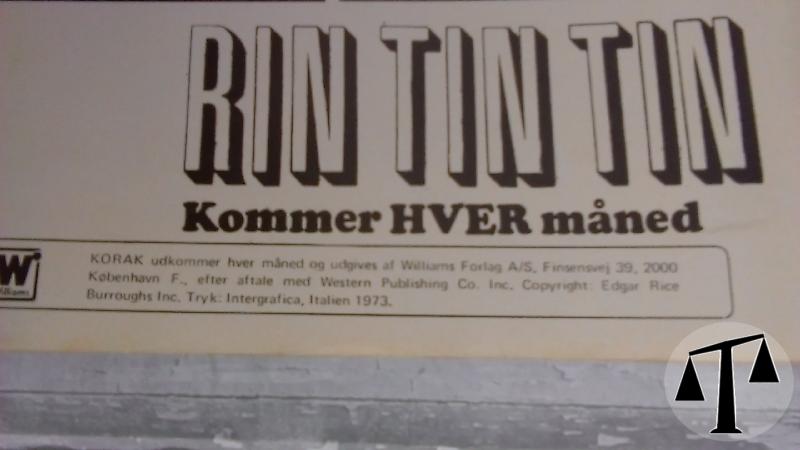 RIN TIN TIN
Kommer HVER måned
W
Williams
KORAK udkommer hver måned og udgives af Williams Forlag A/S, Finsensvej 39, 2000
København F., efter aftale med Western Publishing Co. Inc. Copyright: Edgar Rice
Burroughs Inc. Tryk: Intergrafica, Italien 1973.